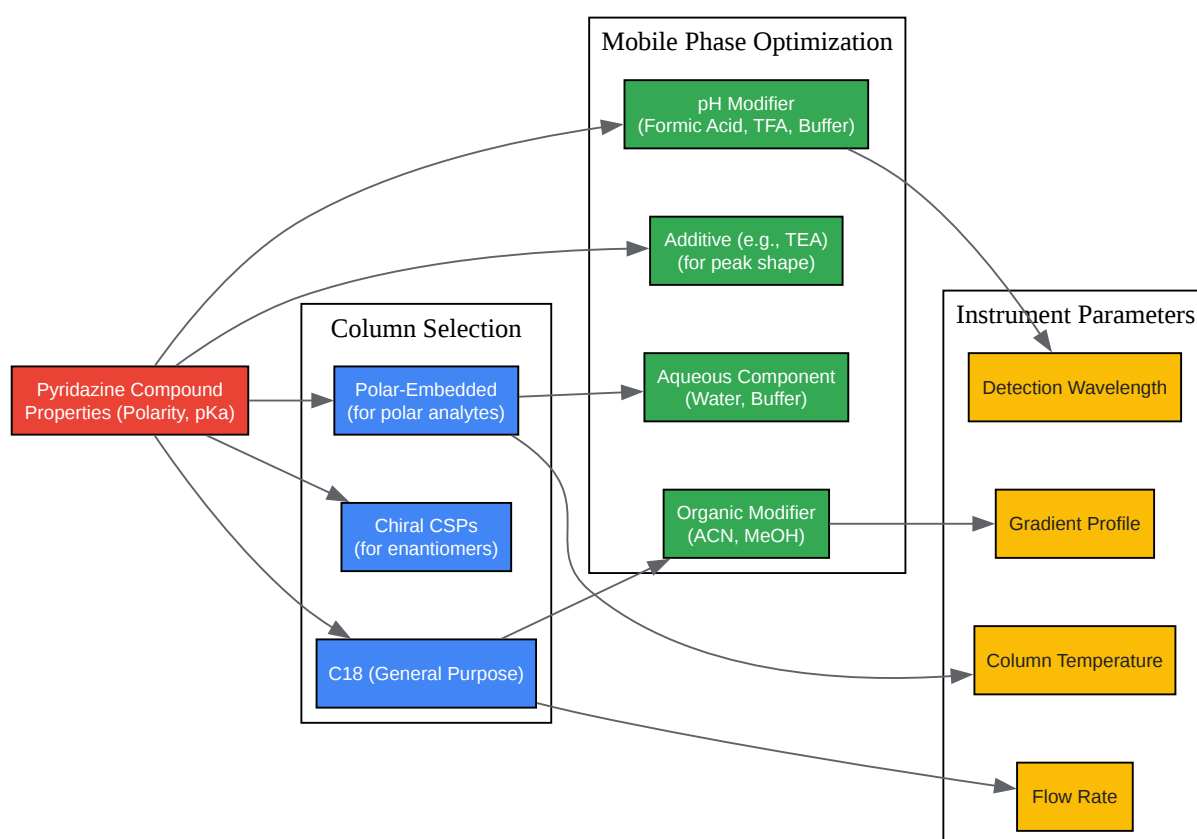 Pyridazine Compound
Properties (Polarity, pKa)
Column Selection
Polar-Embedded
(for polar analytes)
Chiral CSPs
(for enantiomers)
C18 (General Purpose)
Mobile Phase Optimization
pH Modifier
(Formic Acid, TFA, Buffer)
Additive (e.g., TEA)
(for peak shape)
Aqueous Component
(Water, Buffer)
Organic Modifier
(ACN, MeOH)
Instrument Parameters
Detection Wavelength
Gradient Profile
Column Temperature
Flow Rate